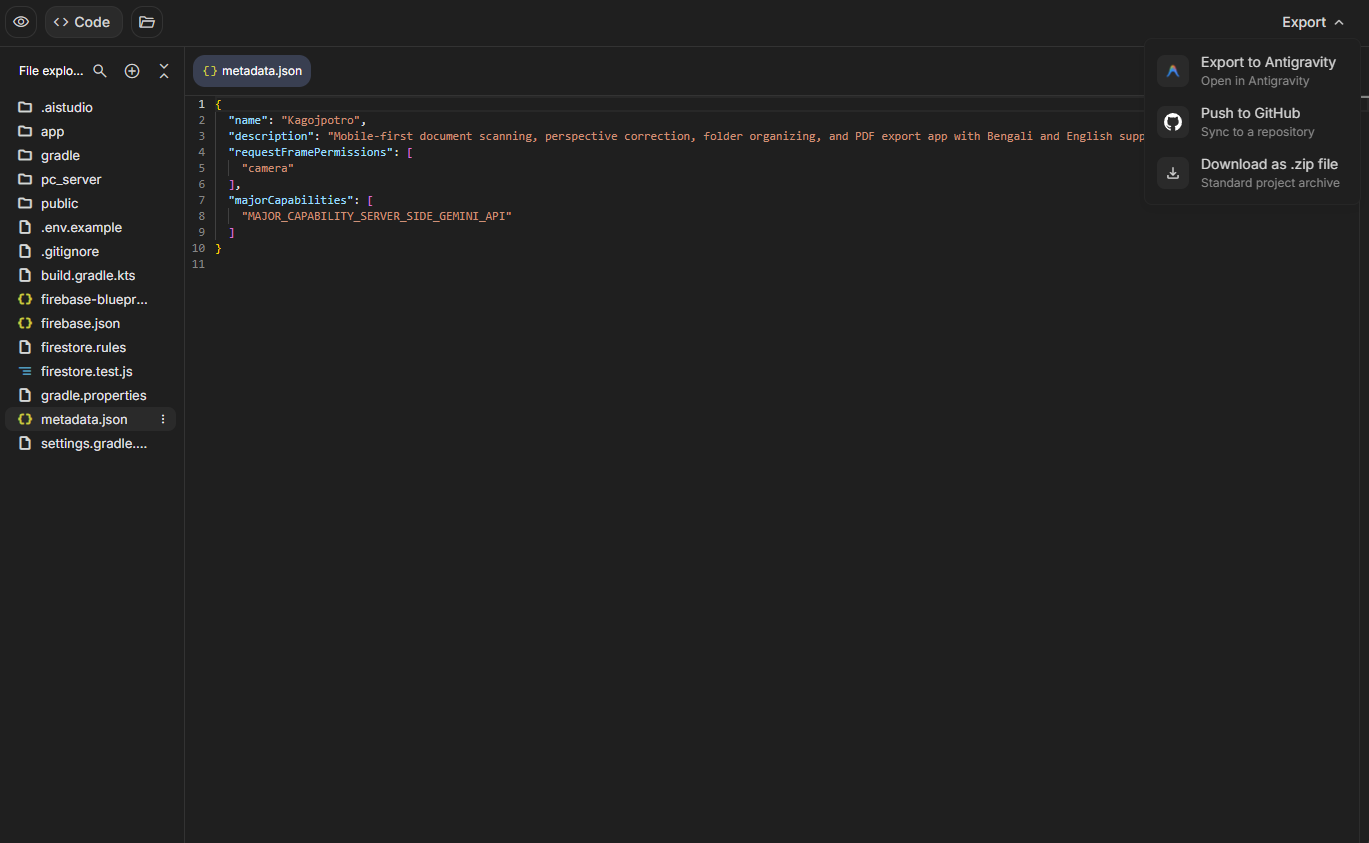 Code
Export
File explo...
metadata.json
Export to Antigravity
Open in Antigravity
Push to GitHub
Sync to a repository
Download as .zip file
Standard project archive
.aistudio
app
gradle
pc_server
public
.env.example
.gitignore
build.gradle.kts
firebase-bluepr...
firebase.json
firestore.rules
firestore.test.js
gradle.properties
metadata.json
settings.gradle....
1 {
2 "name": "Kagojpotro",
3 "description": "Mobile-first document scanning, perspective correction, folder organizing, and PDF export app with Bengali and English supp
4 "requestFramePermissions": [
5 "camera"
6 ],
7 "majorCapabilities": [
8 "MAJOR_CAPABILITY_SERVER_SIDE_GEMINI_API"
9 ]
10 }
11